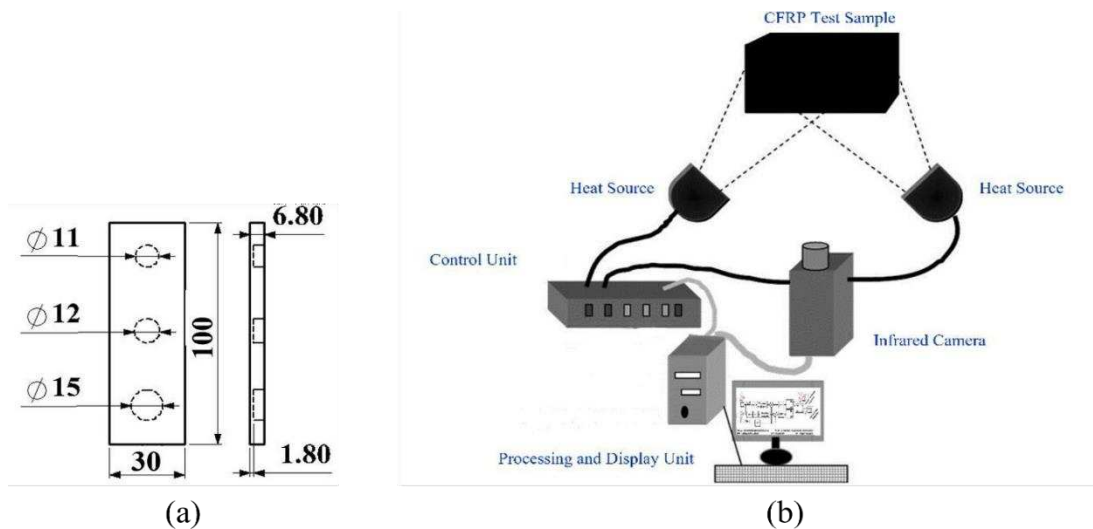 6.80
Ø 11
Ø 12
100
Ø 15
30
1.80
(a)
CFRP Test Sample
Heat Source
Heat Source
Control Unit
Infrared Camera
Processing and Display Unit
(b)